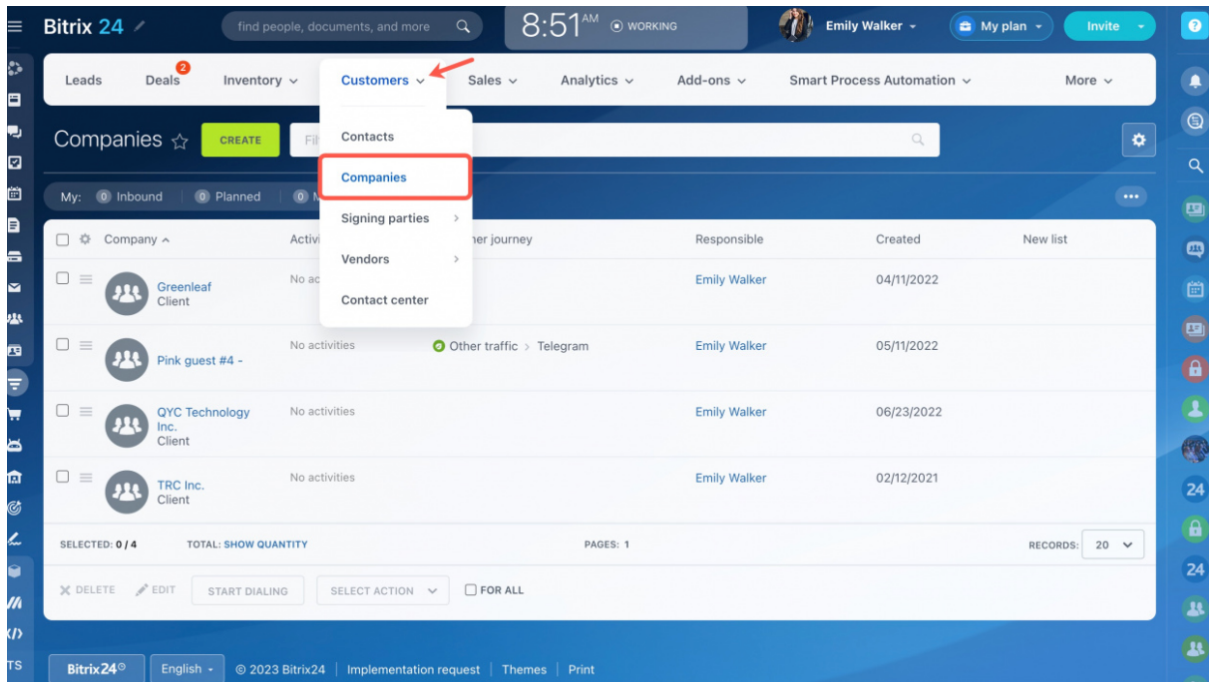 Bitrix 24
find people, documents, and more
8:51 AM WORKING
Emily Walker
My plan
Invite
Leads
Deals
2
Inventory
Customers
Sales
Analytics
Add-ons
Smart Process Automation
More
Companies
CREATE
Contacts
Companies
Signing parties
Vendors
Contact center
My:
0 Inbound
0 Planned
0
Company
Responsible
Created
New list
Greenleaf
Client
Emily Walker
04/11/2022
Pink guest #4 -
No activities
Other traffic > Telegram
Emily Walker
05/11/2022
QYC Technology
Inc.
Client
No activities
Emily Walker
06/23/2022
TRC Inc.
Client
No activities
Emily Walker
02/12/2021
SELECTED: 0 / 4
TOTAL: SHOW QUANTITY
PAGES: 1
RECORDS: 20
DELETE
EDIT
START DIALING
SELECT ACTION
FOR ALL
24
24
TS
Bitrix24
English
© 2023 Bitrix24
Implementation request
Themes
Print